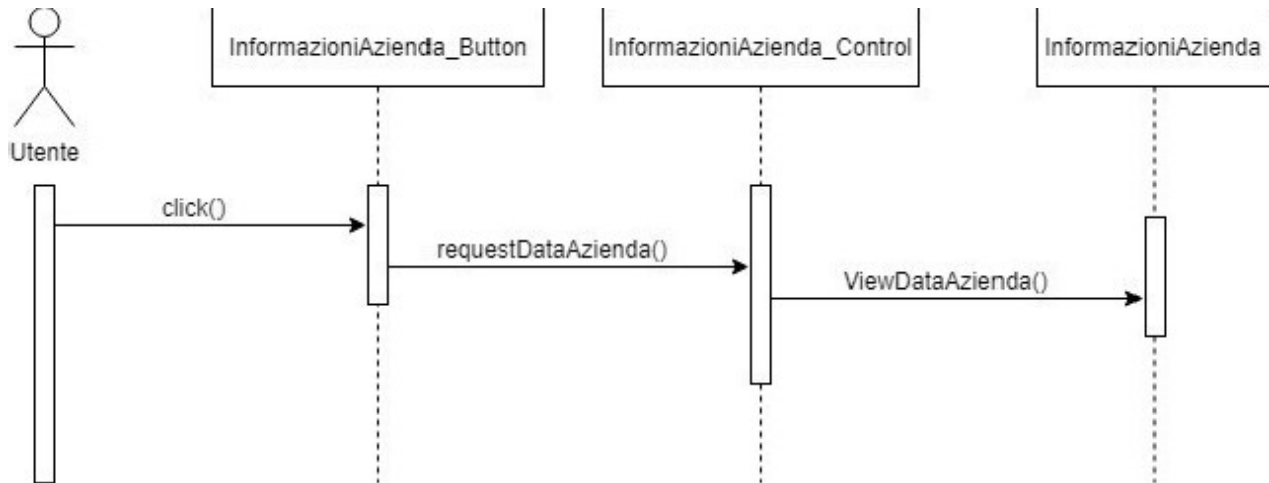 InformazioniAzienda_Button
InformazioniAzienda_Control
InformazioniAzienda
Utente
click()
requestDataAzienda()
ViewDataAzienda()